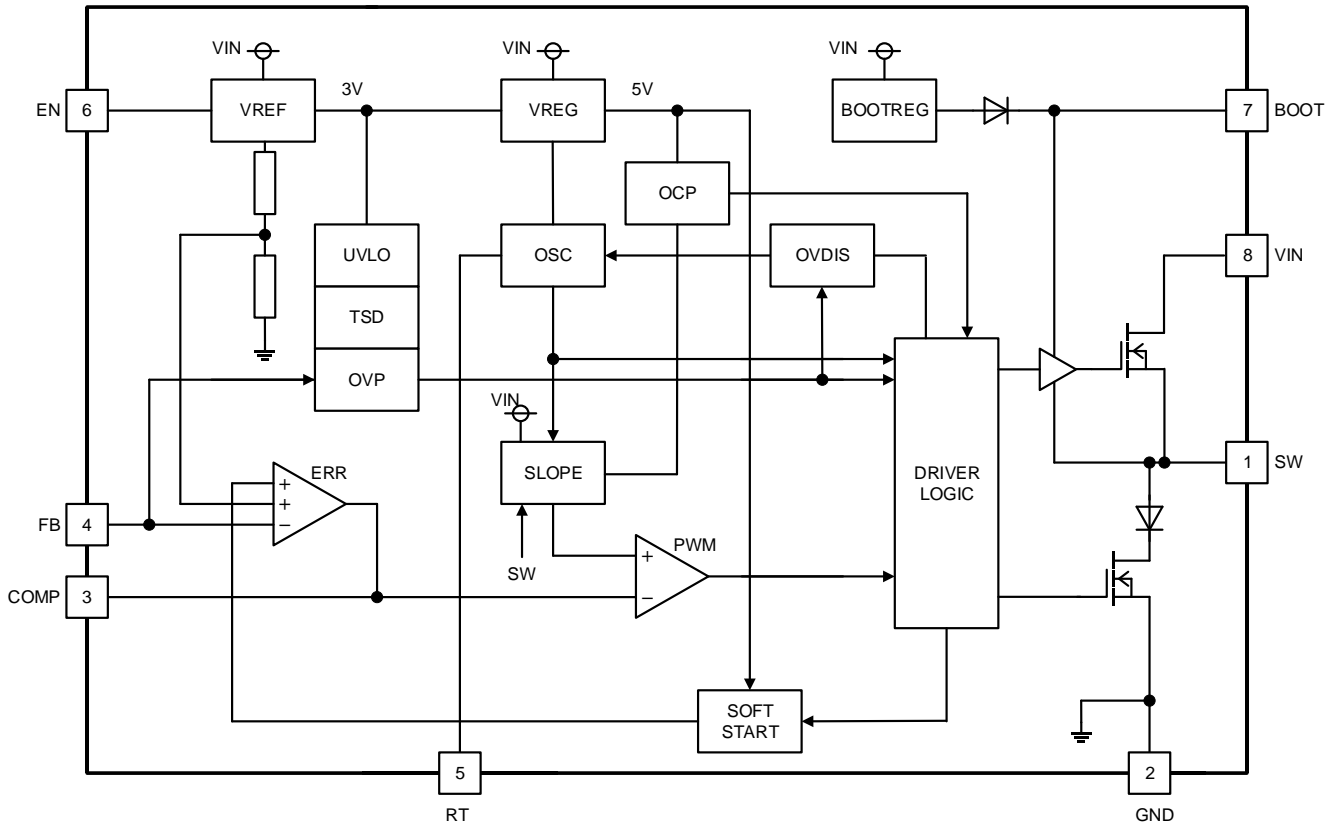 VIN
VIN
VIN
EN
6
VREF
3V
VREG
5V
BOOTREG
7
BOOT
OCP
UVLO
OSC
OVDIS
8
VIN
TSD
OVP
VIN
SLOPE
DRIVER
LOGIC
1
SW
ERR
+
+
−
FB
4
SW
PWM
+
−
COMP
3
SOFT
START
5
RT
2
GND